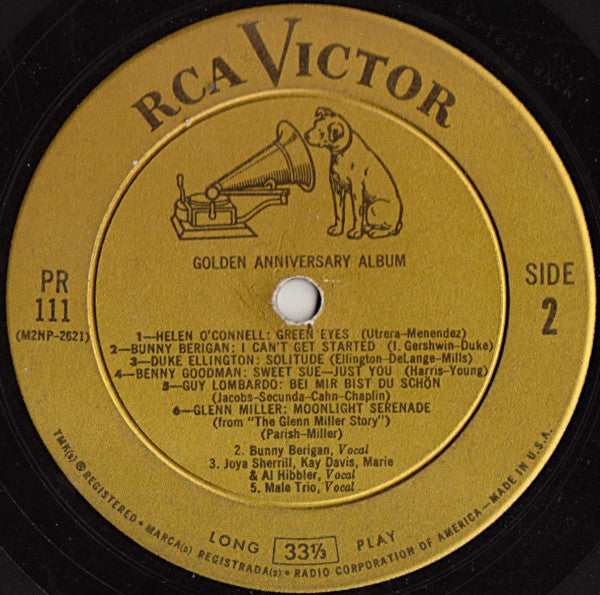 RCA VICTOR
GOLDEN ANNIVERSARY ALBUM
PR
111
(M2NP-2621)
SIDE
2
1—HELEN O'CONNELL: GREEN EYES (Utrera-Menendez)
2—BUNNY BERIGAN: I CAN'T GET STARTED (I. Gershwin-Duke)
3—DUKE ELLINGTON: SOLITUDE (Ellington-DeLange-Mills)
4—BENNY GOODMAN: SWEET SUE—JUST YOU (Harris-Young)
5—GUY LOMBARDO: BEI MIR BIST DU SCHÖN
(Jacobs-Secunda-Cahn-Chaplin)
6—GLENN MILLER: MOONLIGHT SERENADE
(from "The Glenn Miller Story")
(Parish-Miller)
2. Bunny Berigan, Vocal
3. Joya Sherrill, Kay Davis, Marie
& Al Hibbler, Vocal
5. Male Trio, Vocal
LONG 33⅓ PLAY
TMK(s) ® REGISTERED • MARCA(s) REGISTRADA(s) • RADIO CORPORATION OF AMERICA—MADE IN U.S.A.